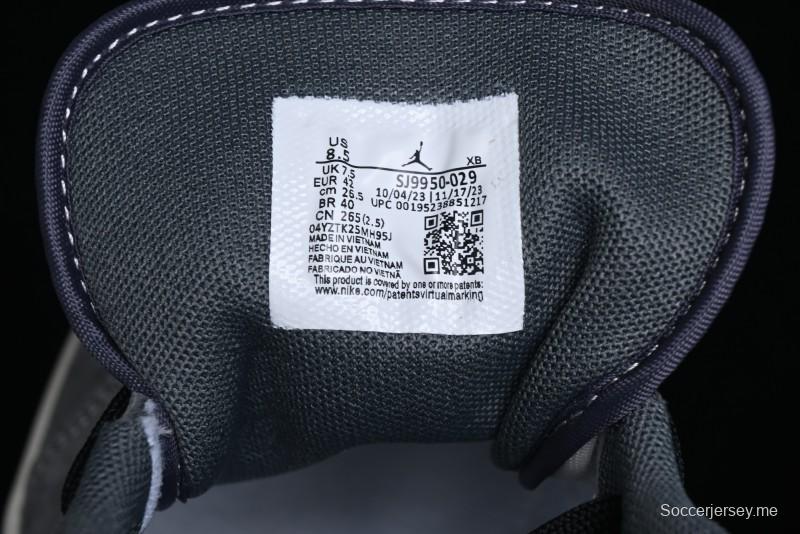 US
8.5
UK 7.5
EUR 42
cm 26.5
BR 40
CN 265(2.5)
XB
SJ9950-029
10/04/23 | 11/17/23
UPC 00195238851217
04YZTK25MH95J
MADE IN VIETNAM
HECHO EN VIETNAM
FABRIQUE AU VIETNAM
FABRICADO NO VIETNÃ
This product is covered by one or more patents:
www.nike.com/patentsvirtualmarking
Soccerjersey.me